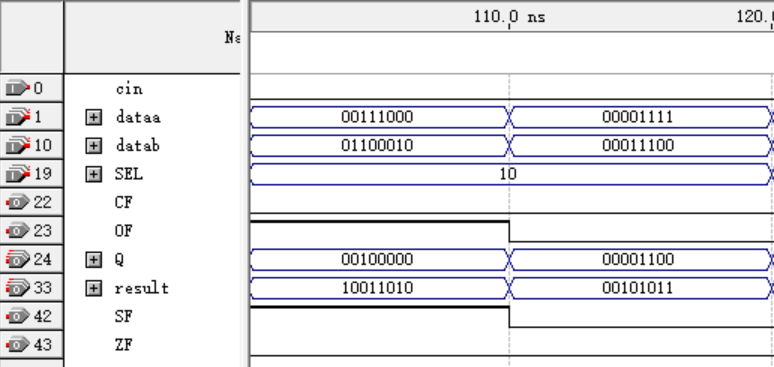 110.0 ns 120.
Na
0 cin
1 dataa 00111000 00001111
10 datab 01100010 00011100
19 SEL 10
22 CF
23 OF
24 Q 00100000 00001100
33 result 10011010 00101011
42 SF
43 ZF